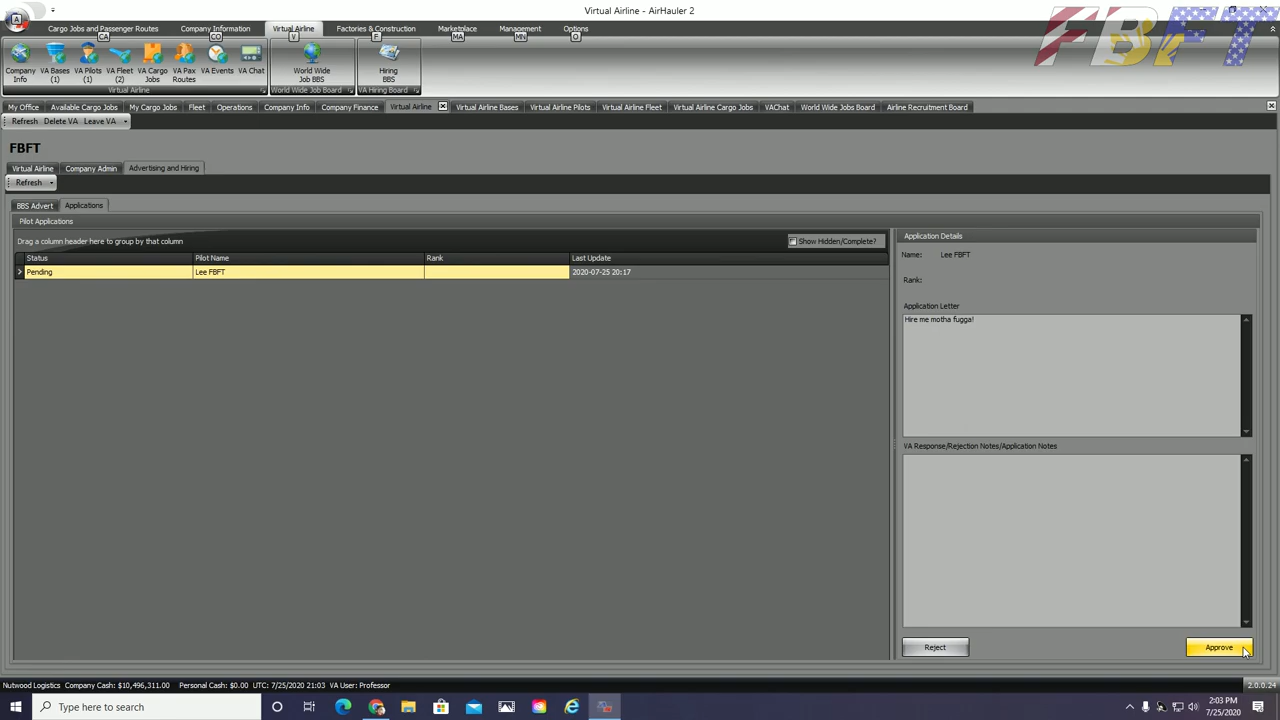 Virtual Airline - AirHauler 2
FBFT
Cargo Jobs and Passenger Routes Company Information Virtual Airline Factories & Construction Marketplace Management Options
CA CO V F MA MN O
Company Info VA Bases (1) VA Pilots (1) VA Fleet (2) VA Cargo Jobs VA Pax Routes VA Events VA Chat World Wide Job BBS Hiring BBS
Virtual Airline World Wide Job Board VA Hiring Board
My Office Available Cargo Jobs My Cargo Jobs Fleet Operations Company Info Company Finance Virtual Airline Virtual Airline Bases Virtual Airline Pilots Virtual Airline Fleet Virtual Airline Cargo Jobs VAChat World Wide Jobs Board Airline Recruitment Board
Refresh Delete VA Leave VA
FBFT
Virtual Airline Company Admin Advertising and Hiring
Refresh
BBS Advert Applications
Pilot Applications
Drag a column header here to group by that column Show Hidden/Complete?
Status Pilot Name Rank Last Update
Pending Lee FBFT 2020-07-25 20:17
Application Details
Name: Lee FBFT
Rank:
Application Letter
Hire me motha fugga!
VA Response/Rejection Notes/Application Notes
Reject Approve
Nutwood Logistics Company Cash: $10,496,311.00 Personal Cash: $0.00 UTC: 7/25/2020 21:03 VA User: Professor 2.0.0.24
Type here to search
2:03 PM
7/25/2020